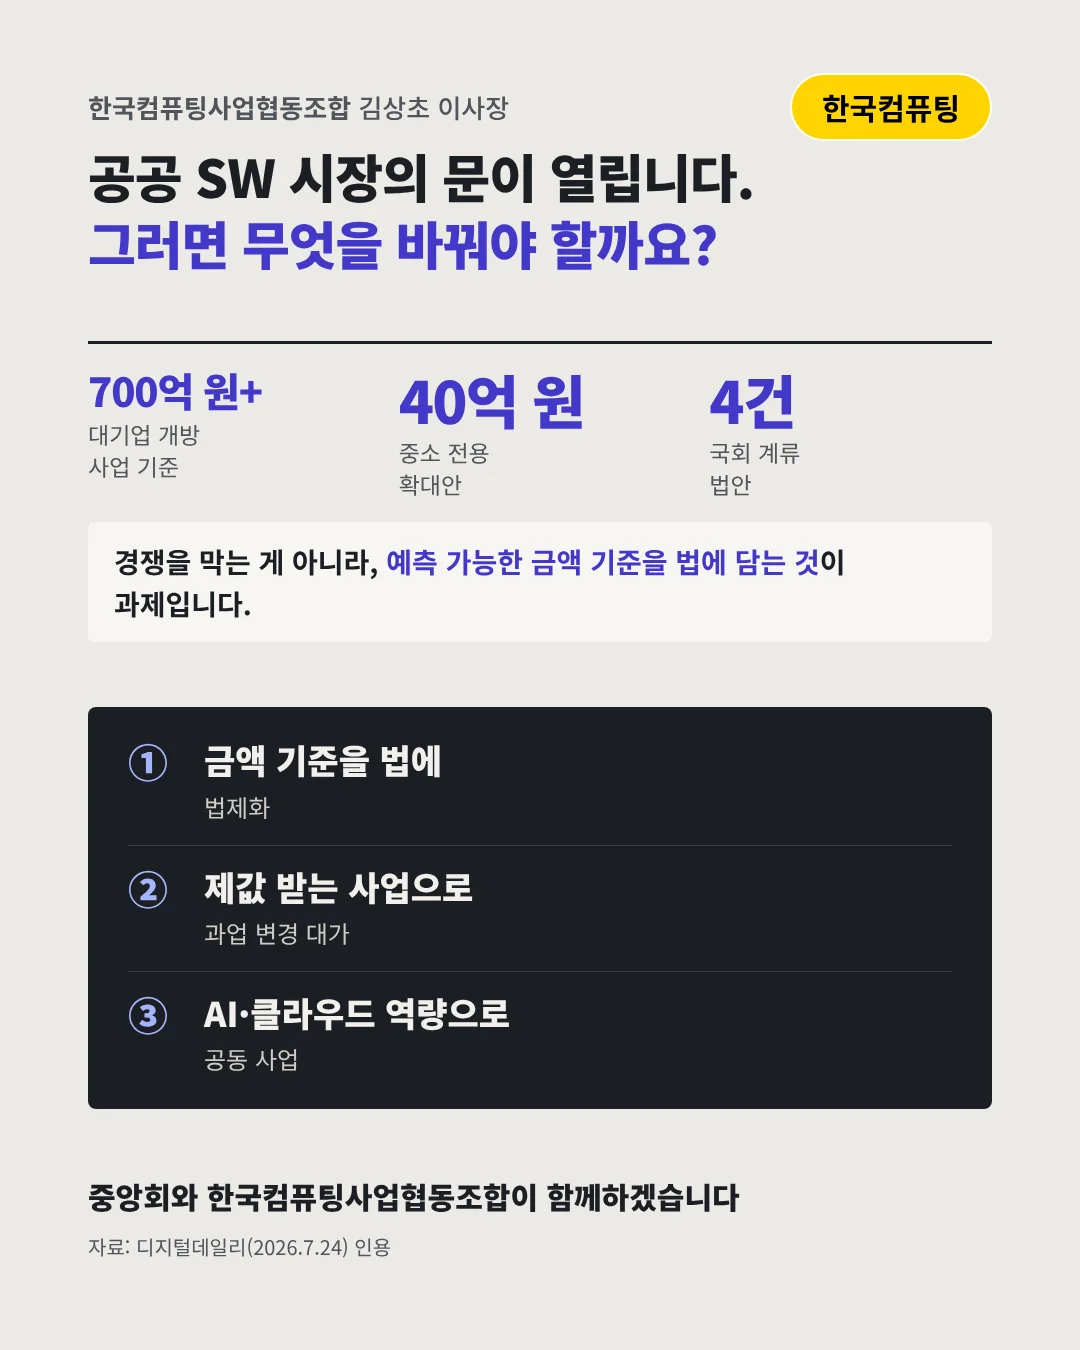 한국컴퓨팅사업협동조합 김상초 이사장
한국컴퓨팅
공공 SW 시장의 문이 열립니다.
그러면 무엇을 바꿔야 할까요?
700억 원+
대기업 개방
사업 기준
40억 원
중소 전용
확대안
4건
국회 계류
법안
경쟁을 막는 게 아니라, 예측 가능한 금액 기준을 법에 담는 것이
과제입니다.
① 금액 기준을 법에
법제화
② 제값 받는 사업으로
과업 변경 대가
③ AI·클라우드 역량으로
공동 사업
중앙회와 한국컴퓨팅사업협동조합이 함께하겠습니다
자료: 디지털데일리(2026.7.24) 인용